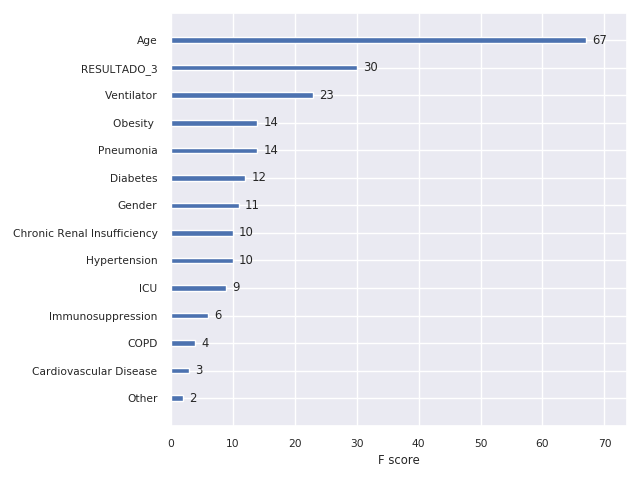 Age 67
RESULTADO_3 30
Ventilator 23
Obesity 14
Pneumonia 14
Diabetes 12
Gender 11
Chronic Renal Insufficiency 10
Hypertension 10
ICU 9
Immunosuppression 6
COPD 4
Cardiovascular Disease 3
Other 2
0 10 20 30 40 50 60 70
F score